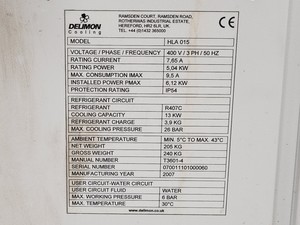 DELIMON
Cooling
RAMSDEN COURT, RAMSDEN ROAD,
ROTHERWAS INDUSTRIAL ESTATE,
HEREFORD, HR2 6LR, UK
TEL. +44 (0)1432 365000
CE
MODEL HLA 015
VOLTAGE / PHASE / FREQUENCY 400 V / 3 PH / 50 HZ
RATING CURRENT 7,65 A
RATING POWER 5,04 KW
MAX. CONSUMPTION IMAX 9,5 A
INSTALLED POWER PMAX 6,12 KW
PROTECTION RATING IP54
REFRIGERANT CIRCUIT
REFRIGERANT R407C
COOLING CAPACITY 13 KW
REFRIGERANT CHARGE 3,9 KG
MAX. COOLING PRESSURE 26 BAR
AMBIENT TEMPERATURE MIN. 5°C TO MAX. 43°C
NET WEIGHT 205 KG
GROSS WEIGHT 240 KG
MANUAL NUMBER T3601-4
SERIAL NUMBER 070011101000060
MANUFACTURING YEAR 2007
USER CIRCUIT-WATER CIRCUIT
USER CIRCUIT FLUID WATER
MAX. WORKING PRESSURE 6 BAR
MAX. TEMPERATURE 30°C
www.delimon.co.uk